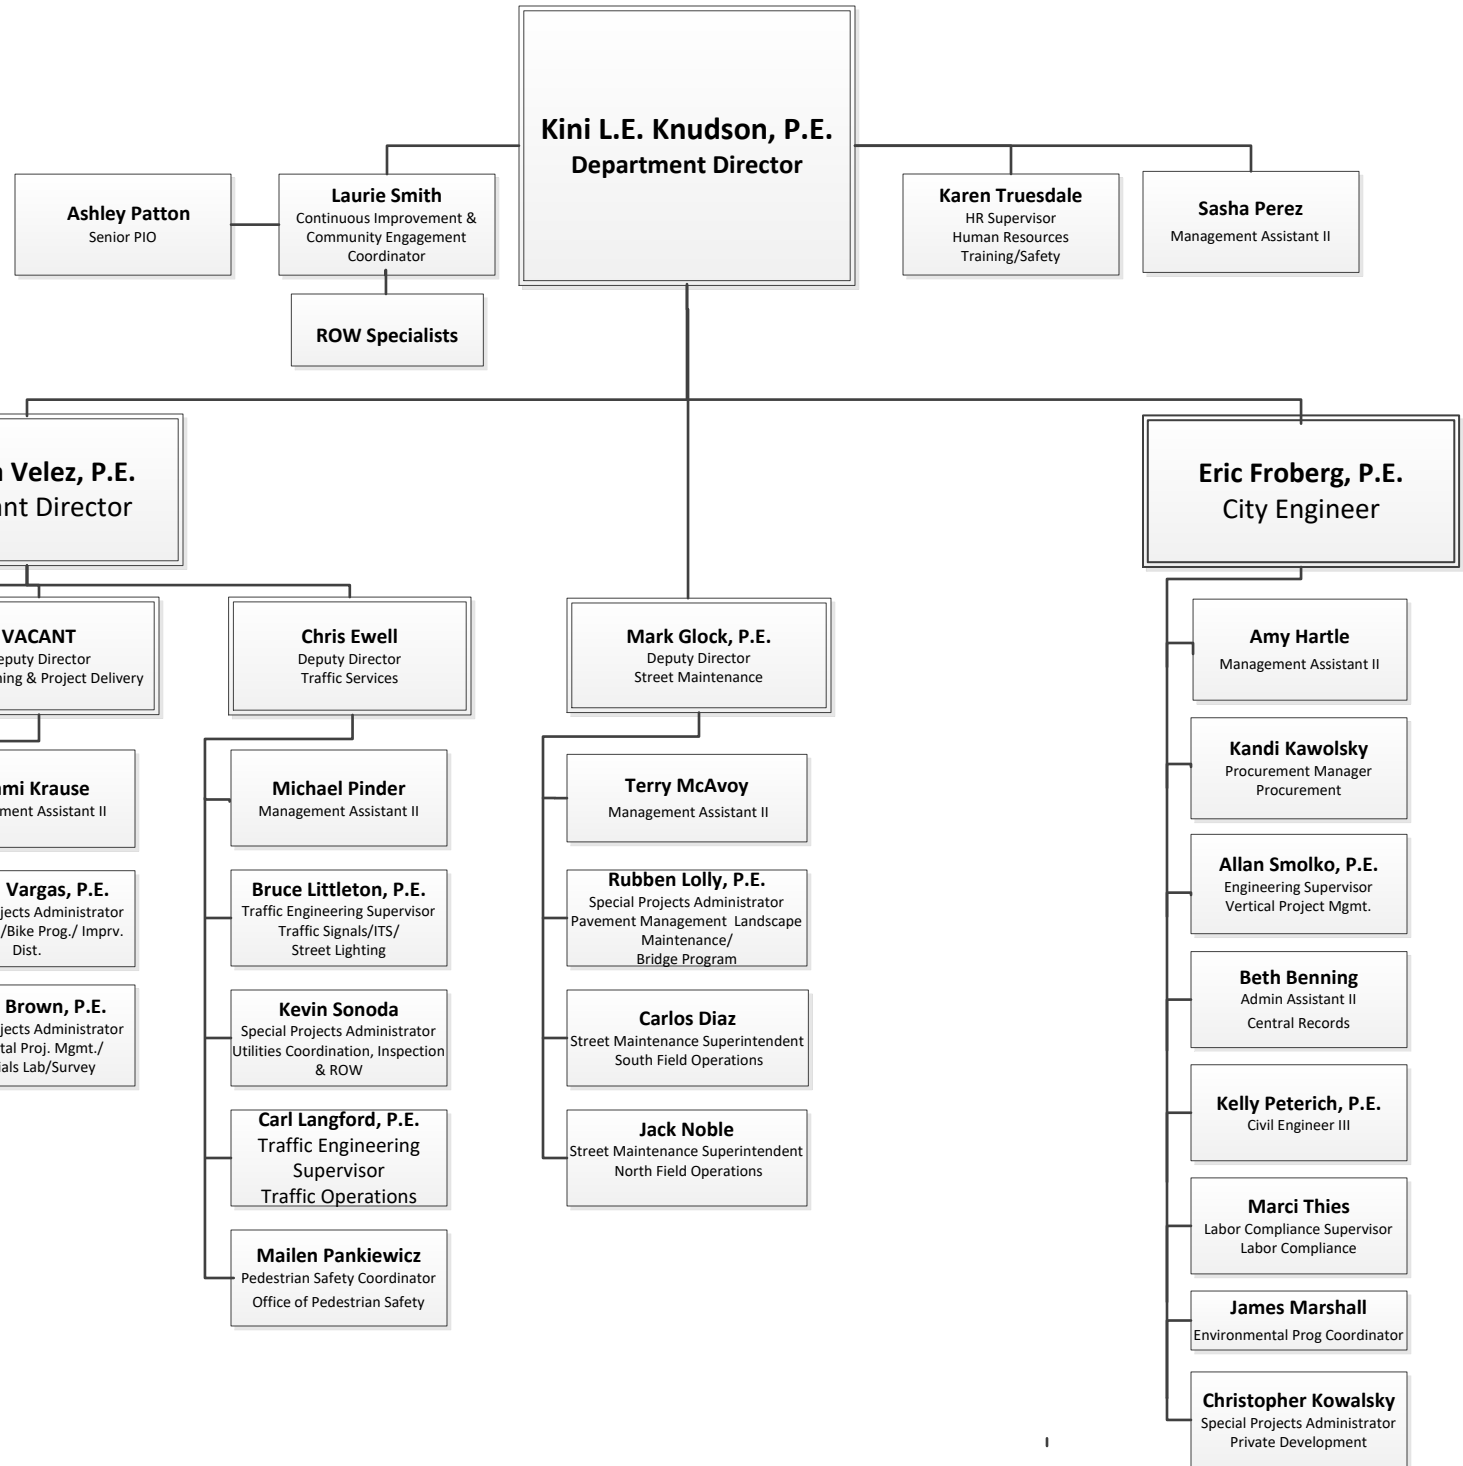 Kini L.E. Knudson, P.E.
Department Director
Ashley Patton
Senior PIO
Laurie Smith
Continuous Improvement &
Community Engagement
Coordinator
ROW Specialists
Karen Truesdale
HR Supervisor
Human Resources
Training/Safety
Sasha Perez
Management Assistant II
Velez, P.E.
Director
Eric Froberg, P.E.
City Engineer
VACANT
Director
& Project Delivery
Krause
Assistant II
Vargas, P.E.
Administrator
/Bike Prog./ Imprv.
Dist.
Brown, P.E.
Administrator
Proj. Mgmt./
Lab/Survey
Chris Ewell
Deputy Director
Traffic Services
Michael Pinder
Management Assistant II
Bruce Littleton, P.E.
Traffic Engineering Supervisor
Traffic Signals/ITS/
Street Lighting
Kevin Sonoda
Special Projects Administrator
Utilities Coordination, Inspection
& ROW
Carl Langford, P.E.
Traffic Engineering
Supervisor
Traffic Operations
Mailen Pankiewicz
Pedestrian Safety Coordinator
Office of Pedestrian Safety
Mark Glock, P.E.
Deputy Director
Street Maintenance
Terry McAvoy
Management Assistant II
Rubben Lolly, P.E.
Special Projects Administrator
Pavement Management Landscape
Maintenance/
Bridge Program
Carlos Diaz
Street Maintenance Superintendent
South Field Operations
Jack Noble
Street Maintenance Superintendent
North Field Operations
Amy Hartle
Management Assistant II
Kandi Kawolsky
Procurement Manager
Procurement
Allan Smolko, P.E.
Engineering Supervisor
Vertical Project Mgmt.
Beth Benning
Admin Assistant II
Central Records
Kelly Peterich, P.E.
Civil Engineer III
Marci Thies
Labor Compliance Supervisor
Labor Compliance
James Marshall
Environmental Prog Coordinator
Christopher Kowalsky
Special Projects Administrator
Private Development